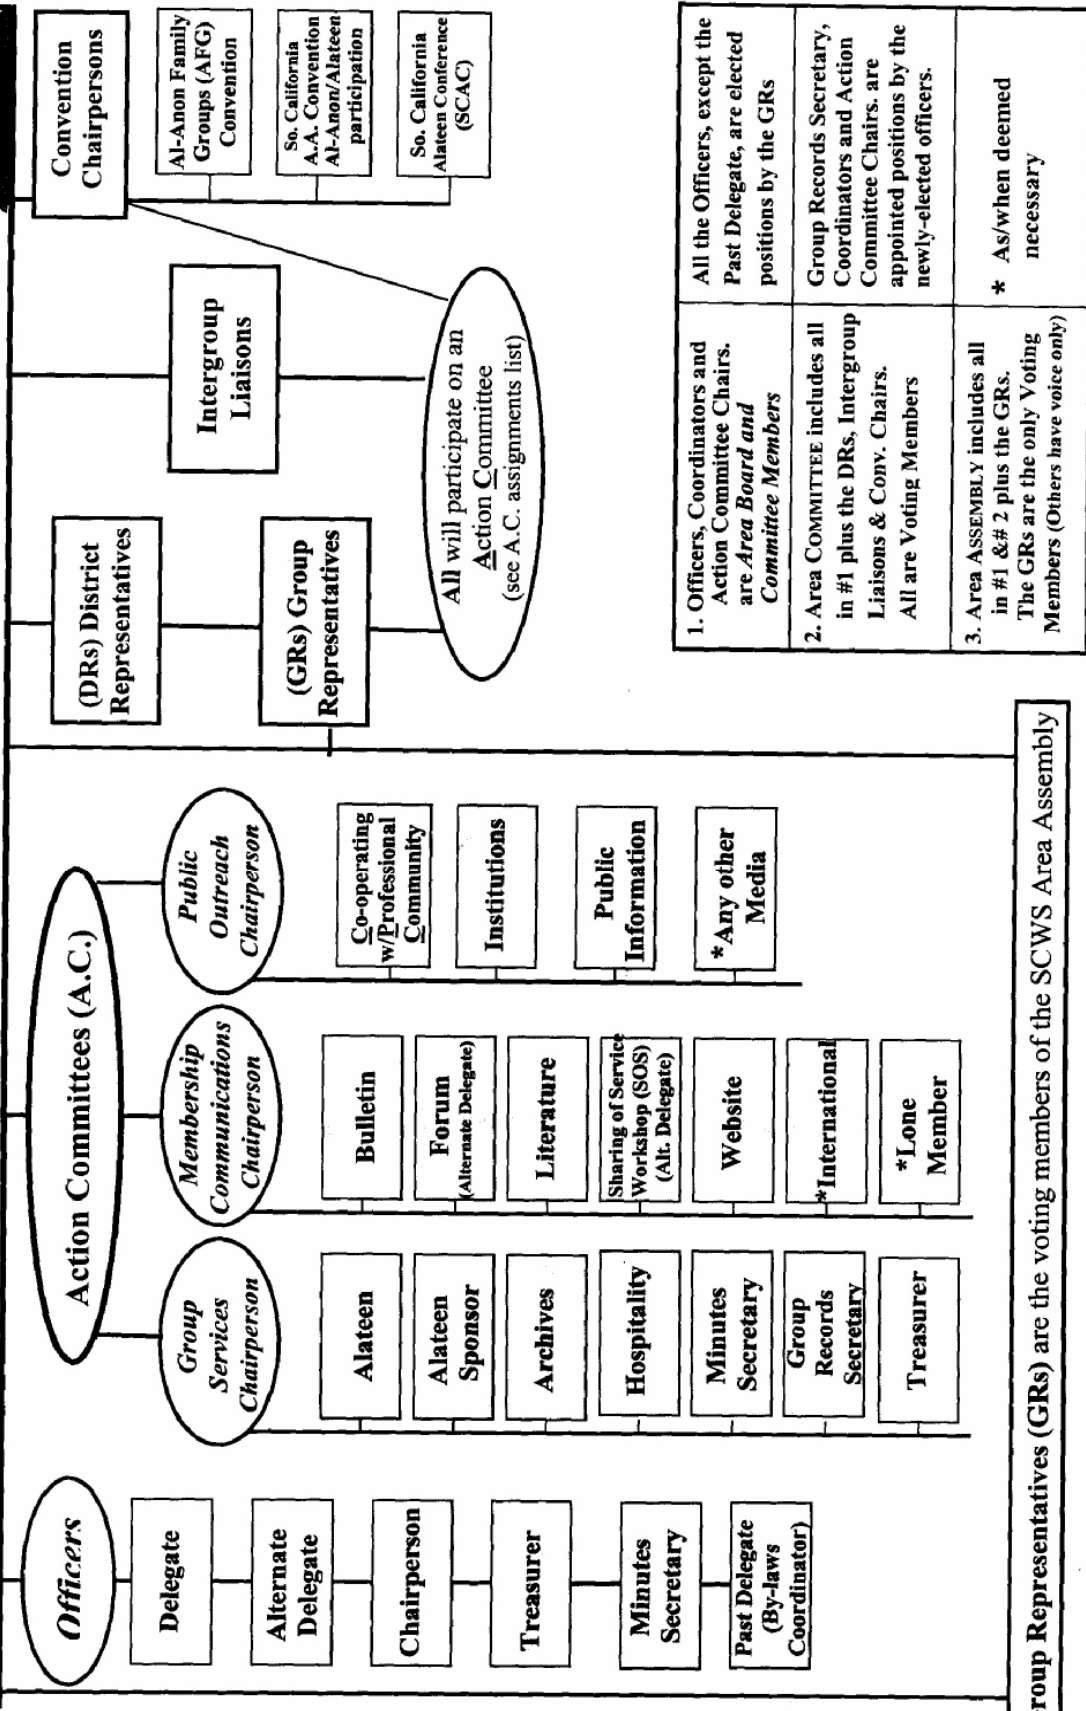 Officers
Delegate
Alternate
Delegate
Chairperson
Treasurer
Minutes
Secretary
Past Delegate
(By-laws
Coordinator)
Action Committees (A.C.)
Group
Services
Chairperson
Alateen
Alateen
Sponsor
Archives
Hospitality
Minutes
Secretary
Group
Records
Secretary
Treasurer
Membership
Communications
Chairperson
Bulletin
Forum
(Alternate Delegate)
Literature
Sharing of Service
Workshop (SOS)
(Alt. Delegate)
Website
*International
*Lone
Member
Public
Outreach
Chairperson
Co-operating
w/Professional
Community
Institutions
Public
Information
*Any other
Media
(DRs) District
Representatives
(GRs) Group
Representatives
Intergroup
Liaisons
Convention
Chairpersons
Al-Anon Family
Groups (AFG)
Convention
So. California
A.A. Convention
Al-Anon/Alateen
participation
So. California
Alateen Conference
(SCAC)
All will participate on an
Action Committee
(see A.C. assignments list)
1. Officers, Coordinators and
Action Committee Chairs.
are Area Board and
Committee Members
All the Officers, except the
Past Delegate, are elected
positions by the GRs
2. Area COMMITTEE includes all
in #1 plus the DRs, Intergroup
Liaisons & Conv. Chairs.
All are Voting Members
Group Records Secretary,
Coordinators and Action
Committee Chairs. are
appointed positions by the
newly-elected officers.
3. Area ASSEMBLY includes all
in #1 &# 2 plus the GRs.
The GRs are the only Voting
Members (Others have voice only)
* As/when deemed
necessary
roup Representatives (GRs) are the voting members of the SCWS Area Assembly